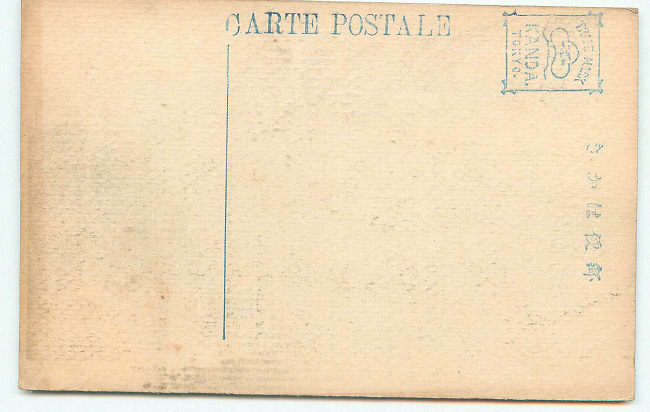 CARTE POSTALE
TRADE MARK
KANDA.
TOKYO.
郵便はかき